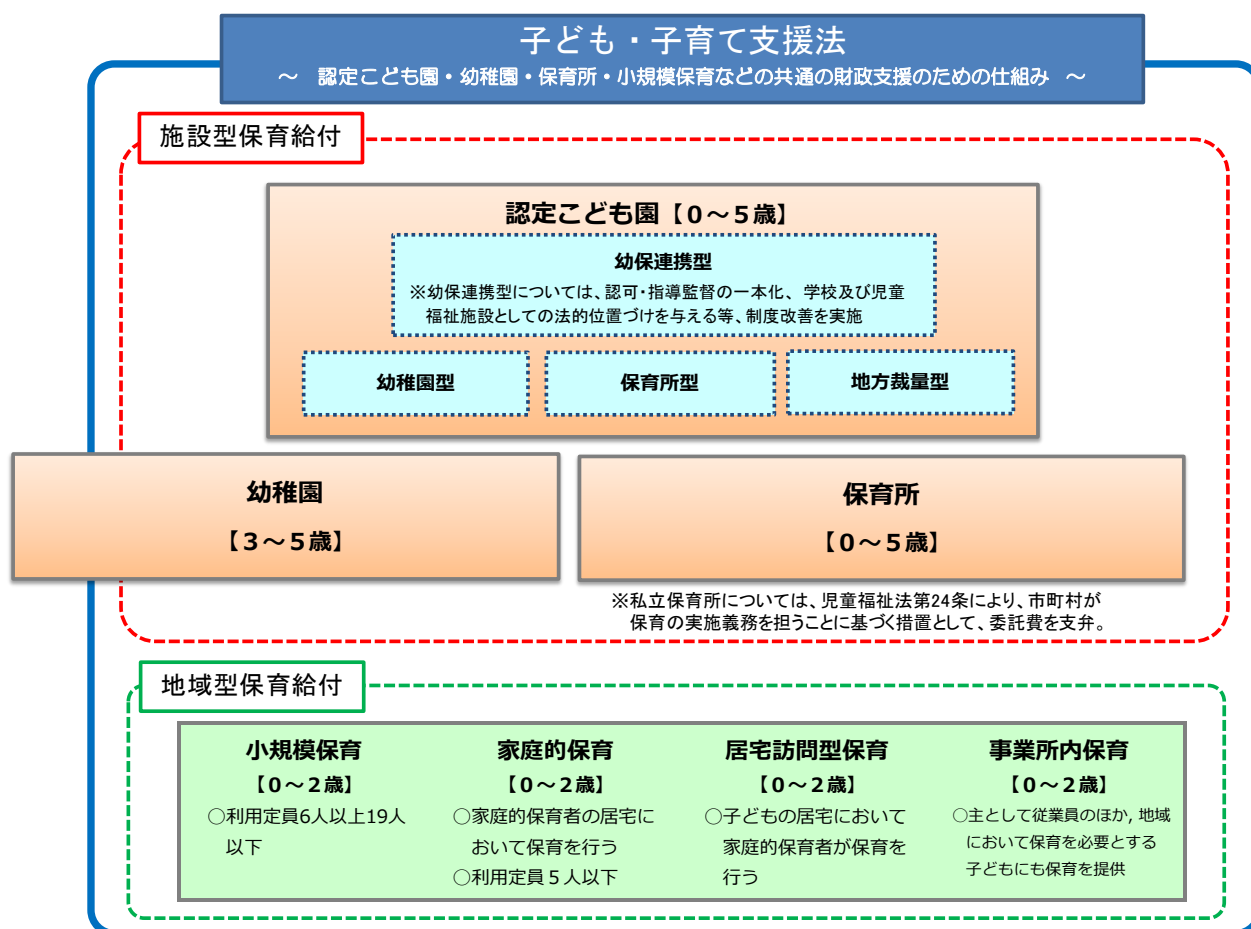 子ども・子育て支援法
～ 認定こども園・幼稚園・保育所・小規模保育などの共通の財政支援のための仕組み ～
施設型保育給付
認定こども園【０～５歳】
幼保連携型
※幼保連携型については、認可・指導監督の一本化、学校及び児童
福祉施設としての法的位置づけを与える等、制度改善を実施
幼稚園型
保育所型
地方裁量型
幼稚園
【３～５歳】
保育所
【０～５歳】
※私立保育所については、児童福祉法第24条により、市町村が
保育の実施義務を担うことに基づく措置として、委託費を支弁。
地域型保育給付
小規模保育
【０～２歳】
○利用定員6人以上19人
以下
家庭的保育
【０～２歳】
○家庭的保育者の居宅に
おいて保育を行う
○利用定員５人以下
居宅訪問型保育
【０～２歳】
○子どもの居宅において
家庭的保育者が保育を
行う
事業所内保育
【０～２歳】
○主として従業員のほか, 地域
において保育を必要とする
子どもにも保育を提供